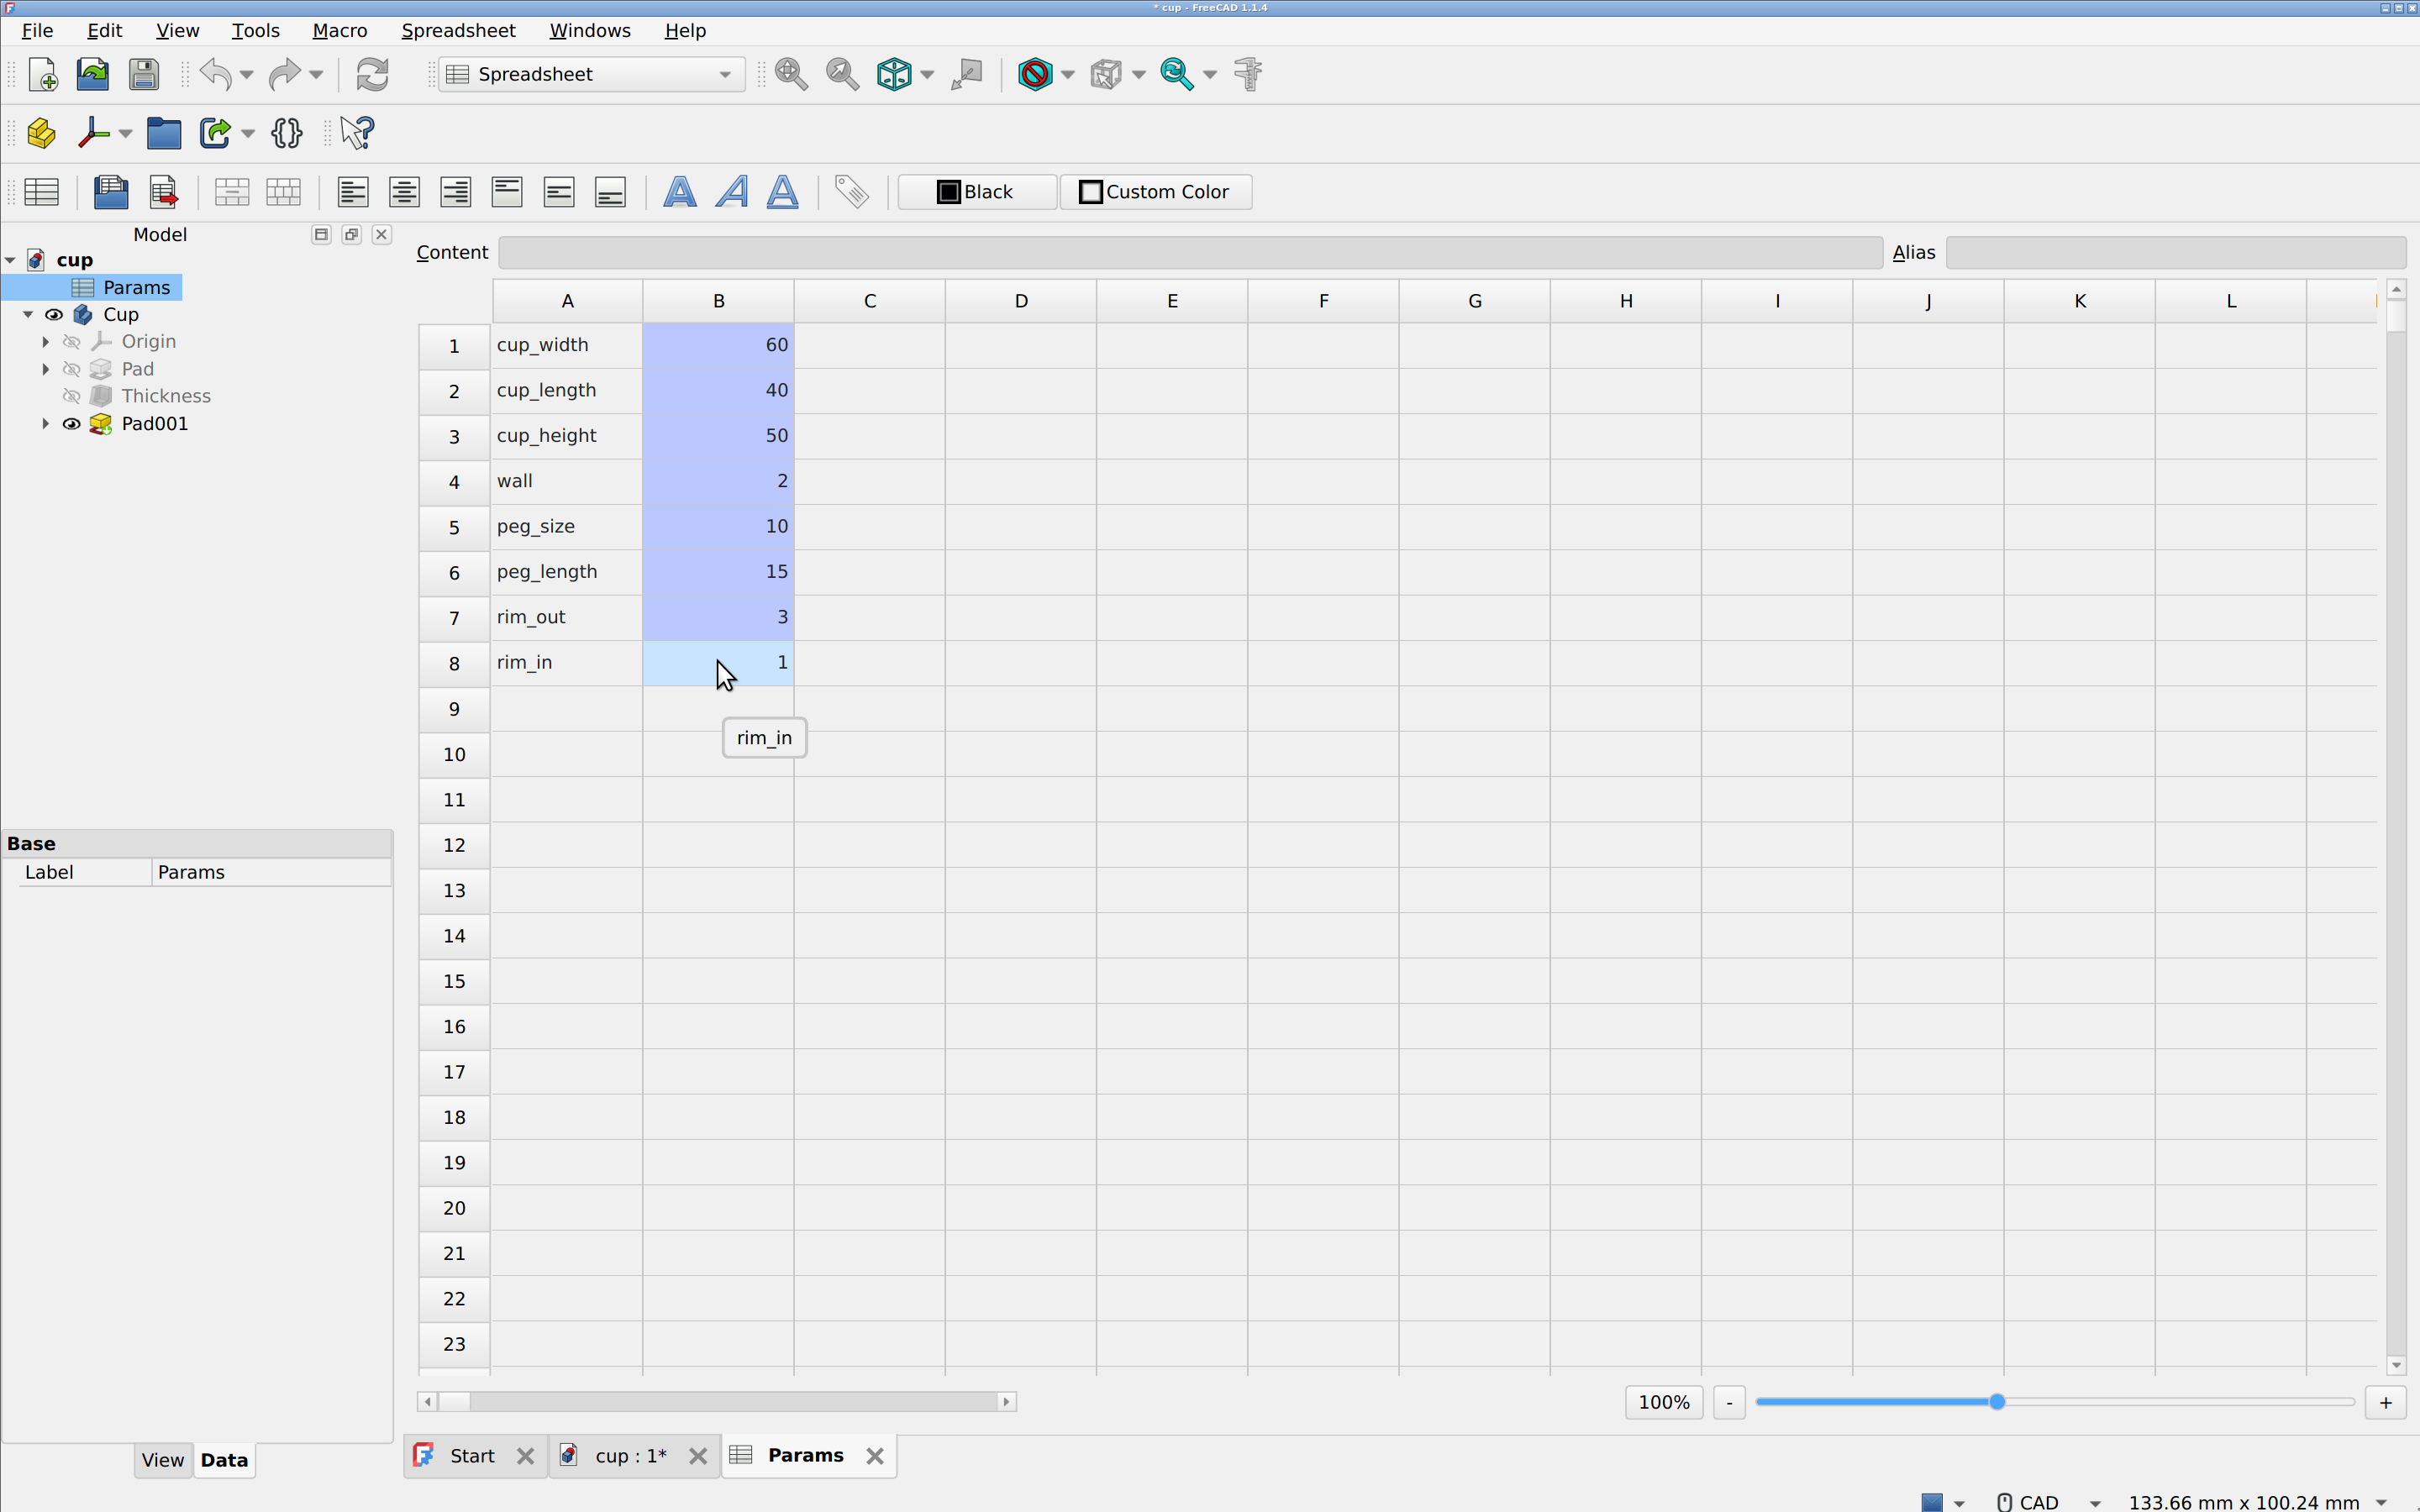 * cup - FreeCAD 1.1.4
File Edit View Tools Macro Spreadsheet Windows Help
Spreadsheet
Black Custom Color
Model
cup
Params
Cup
Origin
Pad
Thickness
Pad001
Base
Label Params
View Data
Content Alias
A B C D E F G H I J K L
1 cup_width 60
2 cup_length 40
3 cup_height 50
4 wall 2
5 peg_size 10
6 peg_length 15
7 rim_out 3
8 rim_in 1
9
rim_in
10
11
12
13
14
15
16
17
18
19
20
21
22
23
100% - +
Start cup : 1* Params
CAD 133.66 mm x 100.24 mm